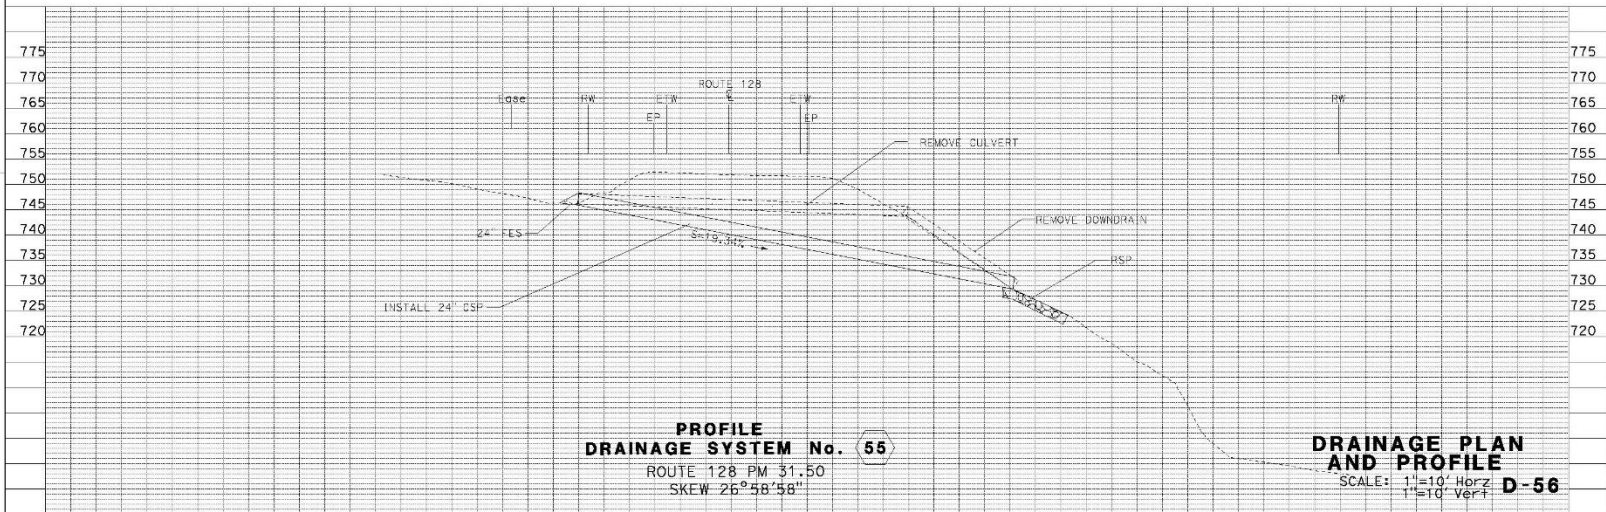 775 775
770 770
765 765
760 760
755 755
750 750
745 745
740 740
735 735
730 730
725 725
720 720
ROUTE 128
Ease RW ETW ℄ ETW RW
EP EP
REMOVE CULVERT
REMOVE DOWNDRAIN
24" FES
S=19.34%
RSP
INSTALL 24" CSP
PROFILE
DRAINAGE SYSTEM No. 55
ROUTE 128 PM 31.50
SKEW 26°58'58"
DRAINAGE PLAN
AND PROFILE
SCALE: 1"=10' Horz
1"=10' Vert
D-56